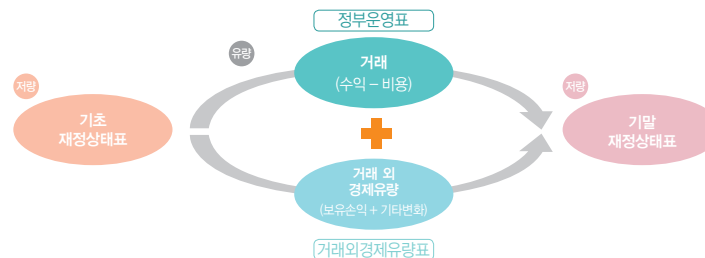 정부운영표
유량
거래
(수익 – 비용)
저량
기초
재정상태표
저량
기말
재정상태표
거래 외
경제유량
(보유손익 + 기타변화)
거래외경제유량표